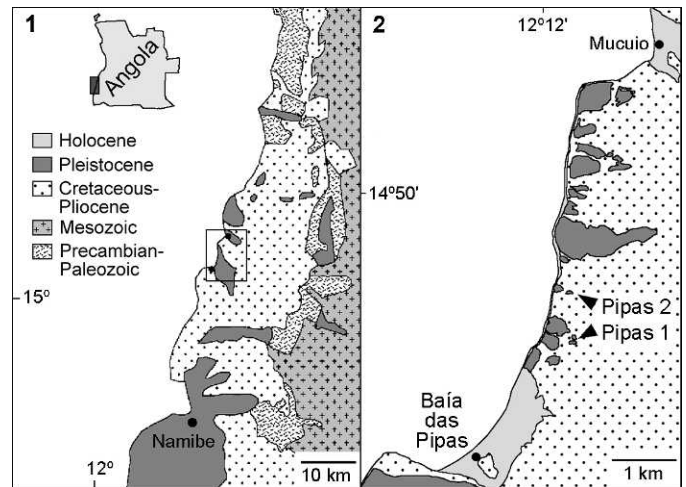 1
Angola
Holocene
Pleistocene
Cretaceous-
Pliocene
Mesozoic
Precambian-
Paleozoic
15º
Namibe
12º
10 km
2
12º12'
Mucuio
14º50'
Pipas 2
Pipas 1
Baía
das
Pipas
1 km